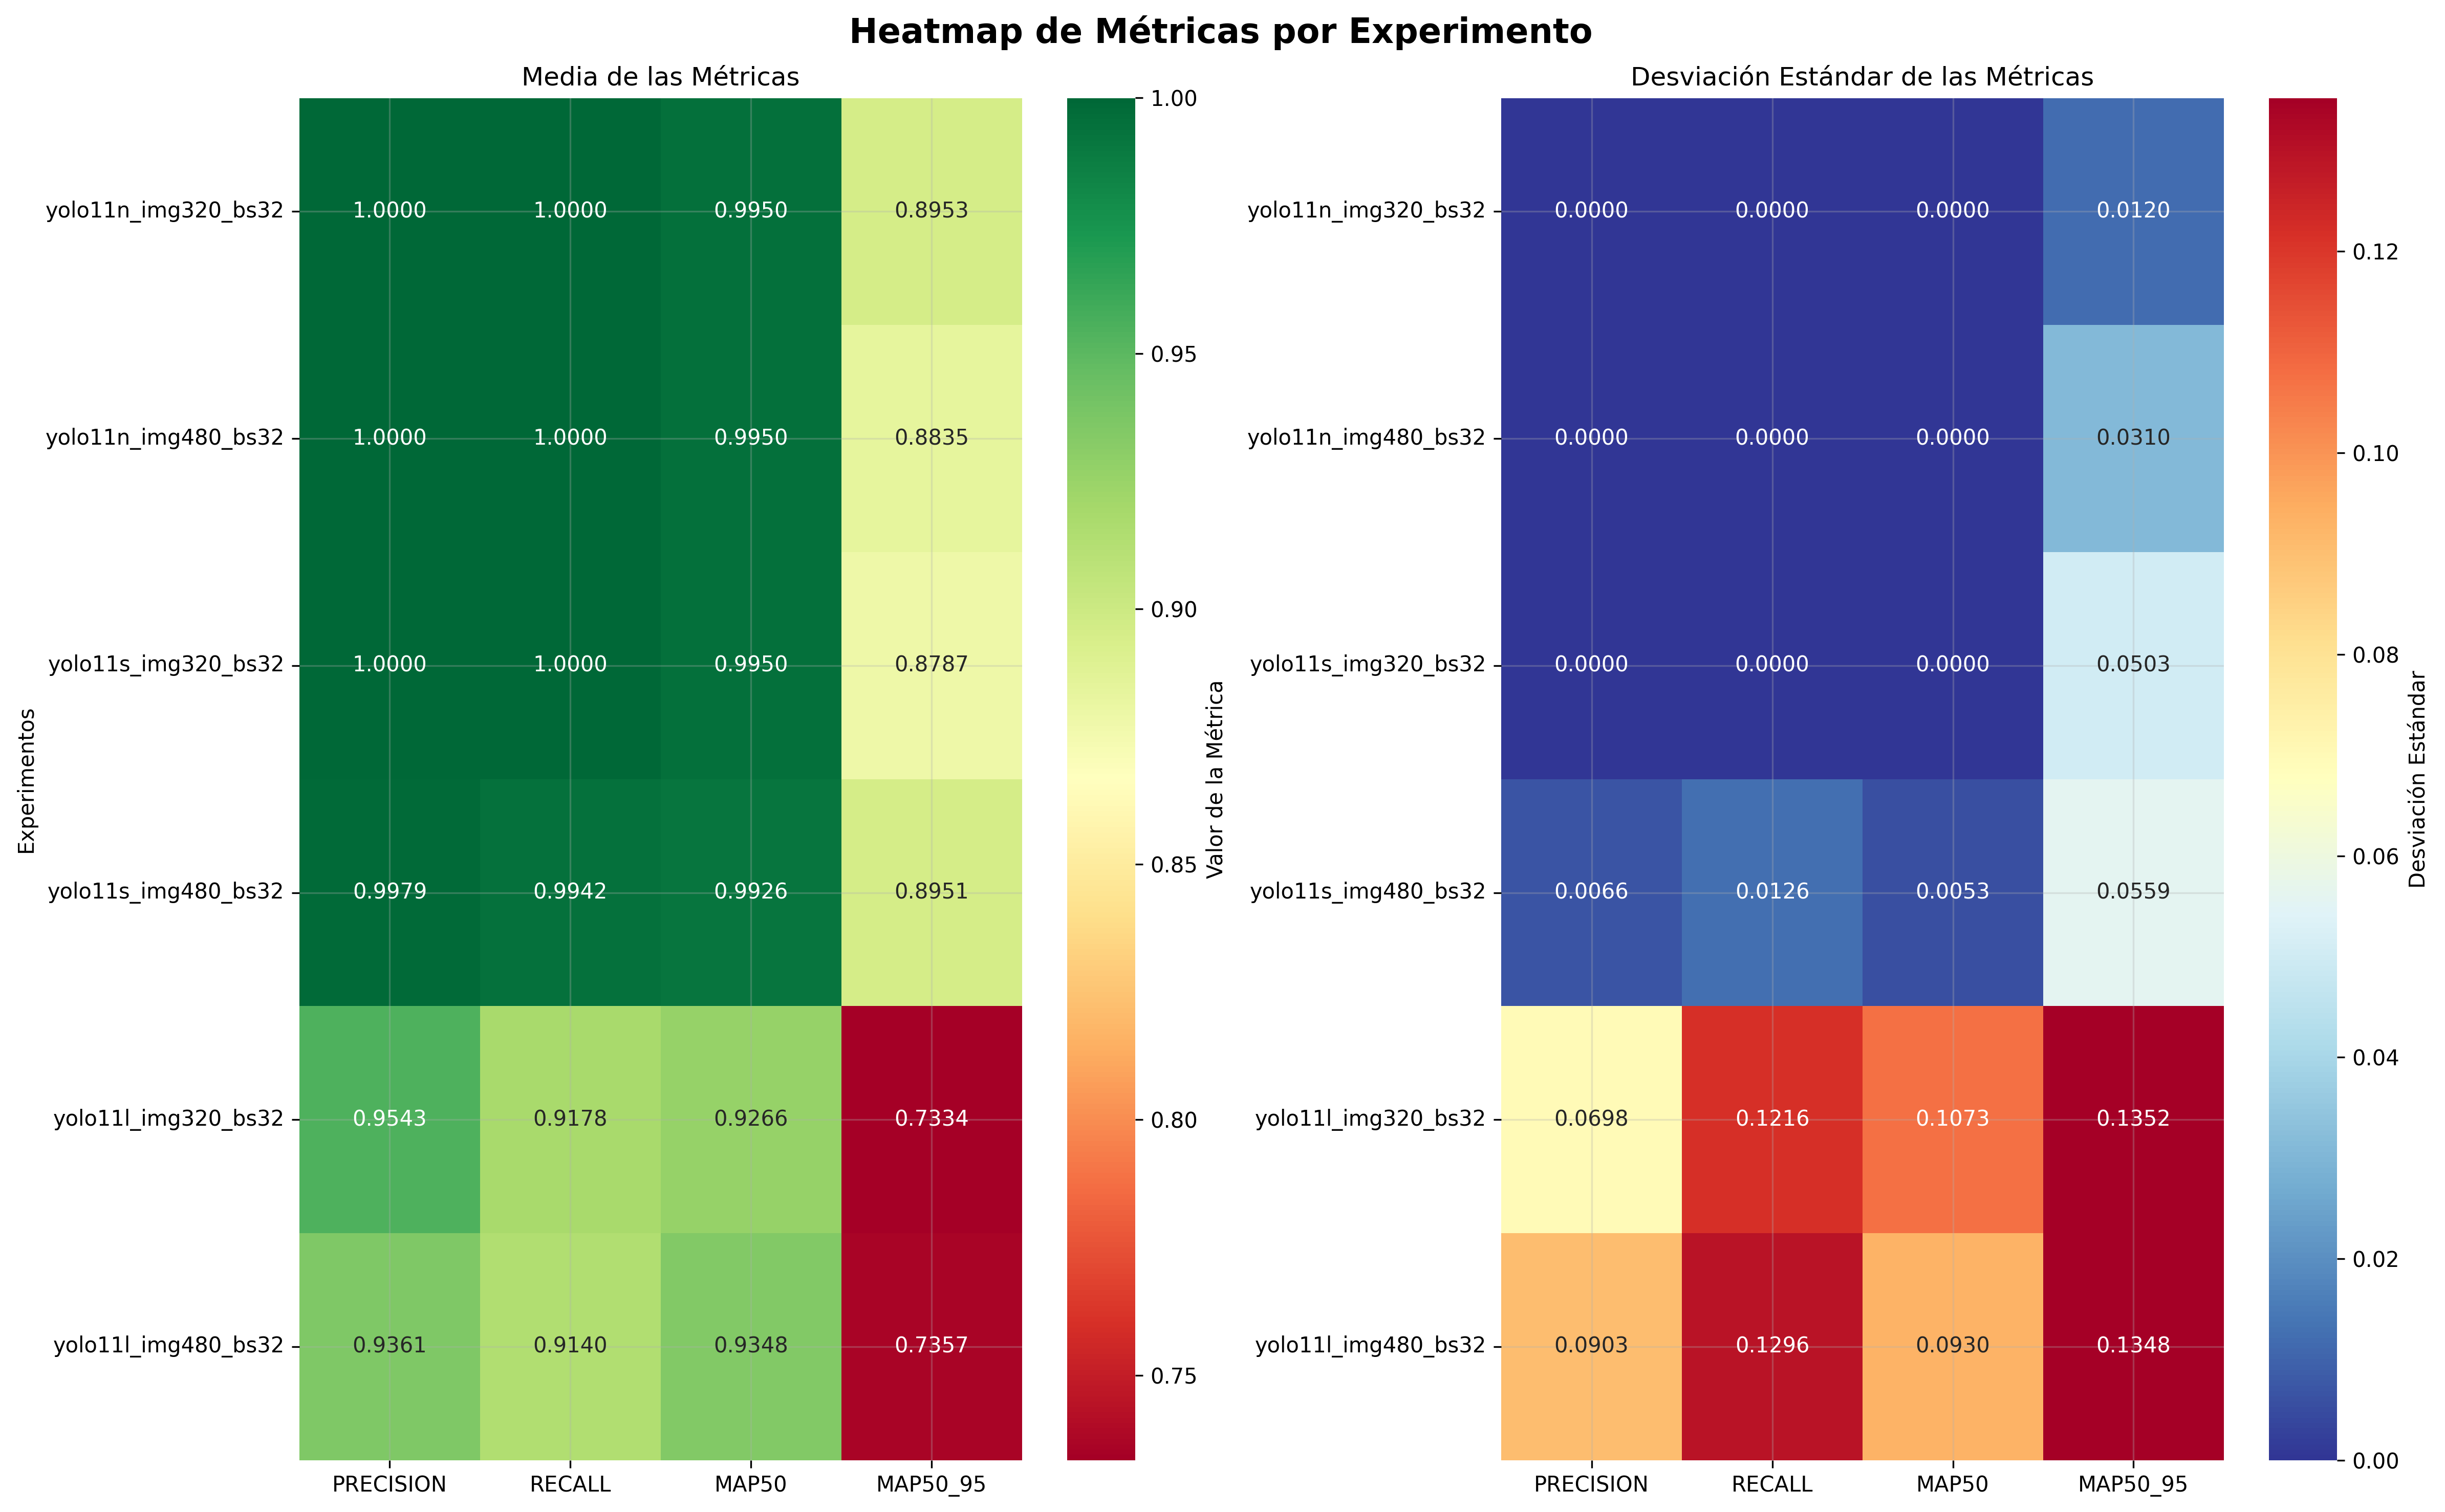 Heatmap de Métricas por Experimento
Media de las Métricas
Experimentos
yolo11n_img320_bs32 1.0000 1.0000 0.9950 0.8953
yolo11n_img480_bs32 1.0000 1.0000 0.9950 0.8835
yolo11s_img320_bs32 1.0000 1.0000 0.9950 0.8787
yolo11s_img480_bs32 0.9979 0.9942 0.9926 0.8951
yolo11l_img320_bs32 0.9543 0.9178 0.9266 0.7334
yolo11l_img480_bs32 0.9361 0.9140 0.9348 0.7357
PRECISION RECALL MAP50 MAP50_95
1.00
0.95
0.90
0.85
0.80
0.75
Valor de la Métrica
Desviación Estándar de las Métricas
yolo11n_img320_bs32 0.0000 0.0000 0.0000 0.0120
yolo11n_img480_bs32 0.0000 0.0000 0.0000 0.0310
yolo11s_img320_bs32 0.0000 0.0000 0.0000 0.0503
yolo11s_img480_bs32 0.0066 0.0126 0.0053 0.0559
yolo11l_img320_bs32 0.0698 0.1216 0.1073 0.1352
yolo11l_img480_bs32 0.0903 0.1296 0.0930 0.1348
PRECISION RECALL MAP50 MAP50_95
0.12
0.10
0.08
0.06
0.04
0.02
0.00
Desviación Estándar